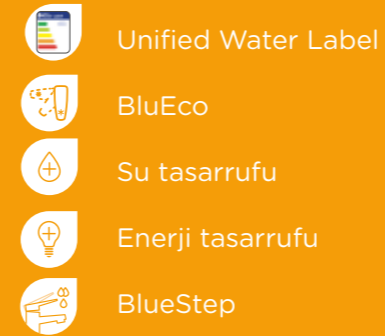 Unified Water Label
BluEco
Su tasarrufu
Enerji tasarrufu
BlueStep